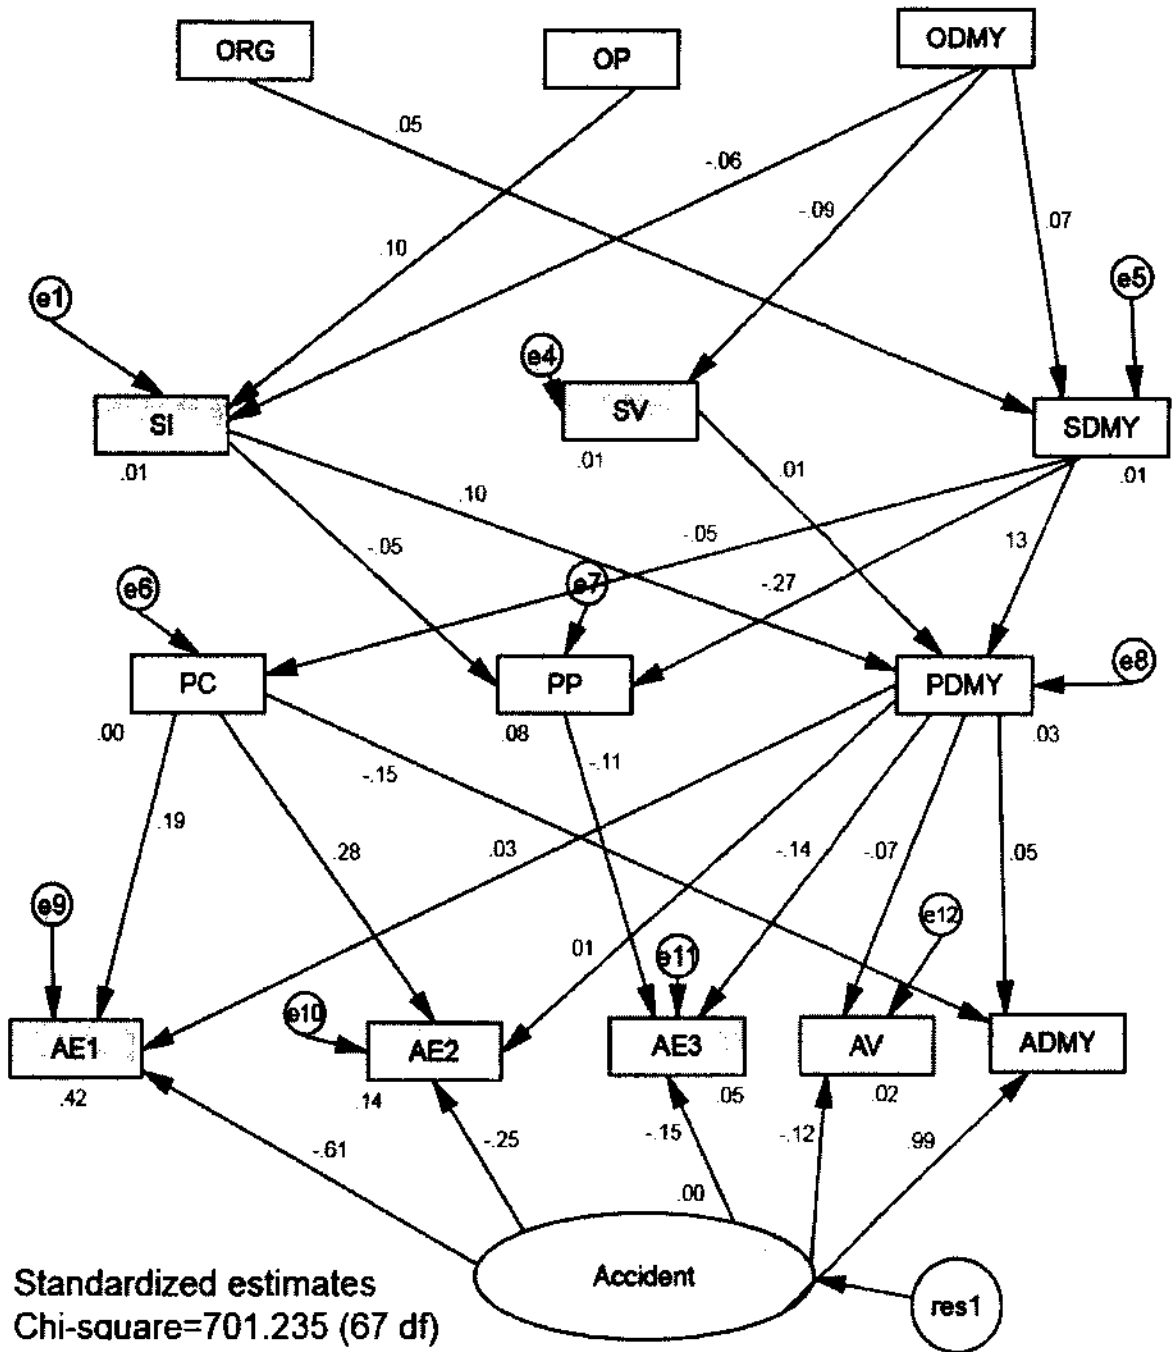 ORG
OP
ODMY
.05
-.06
-.09
.07
.10
e1
e5
e4
SI
SV
SDMY
.01
.01
.01
.10
.01
-.05
-.05
-.27
13
e6
e7
e8
PC
PP
PDMY
.00
.08
.03
-.15
-.11
.19
.28
.03
-.14
-.07
.05
e9
e12
01
e11
e10
AE1
AE2
AE3
AV
ADMY
.42
.14
.05
.02
-.61
-.25
-.15
-.12
.99
.00
Accident
res1
Standardized estimates
Chi-square=701.235 (67 df)